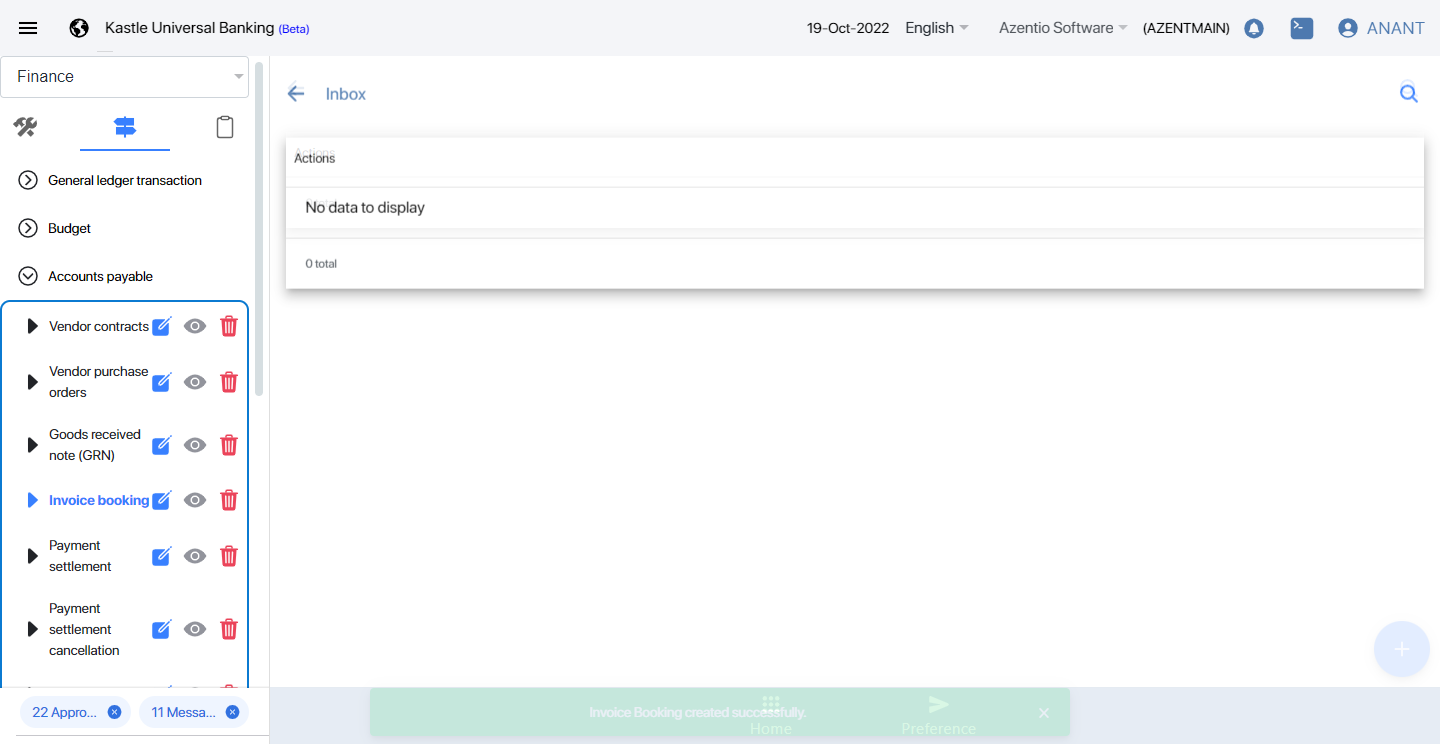 Kastle Universal Banking (Beta)
19-Oct-2022
English
Azentio Software
(AZENTMAIN)
ANANT
Finance
Inbox
Actions
Actions
No data to display
0 total
General ledger transaction
Budget
Accounts payable
Vendor contracts
Vendor purchase
orders
Goods received
note (GRN)
Invoice booking
Payment
settlement
Payment
settlement
cancellation
22 Appro...
11 Messa...
Invoice Booking created successfully.
Home
Preference